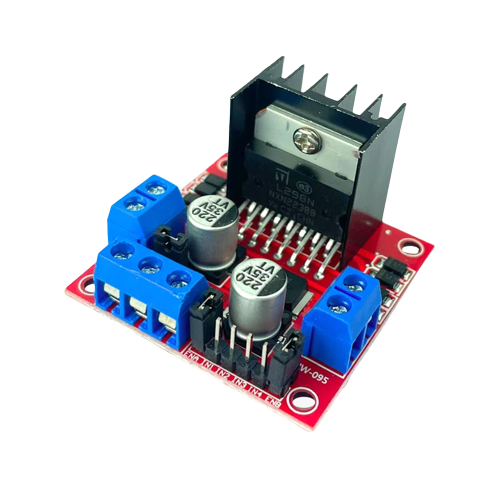 L298N
220
35V
VT
220
35V
VT
ENA IN1 IN2 IN3 IN4 ENB
W-095